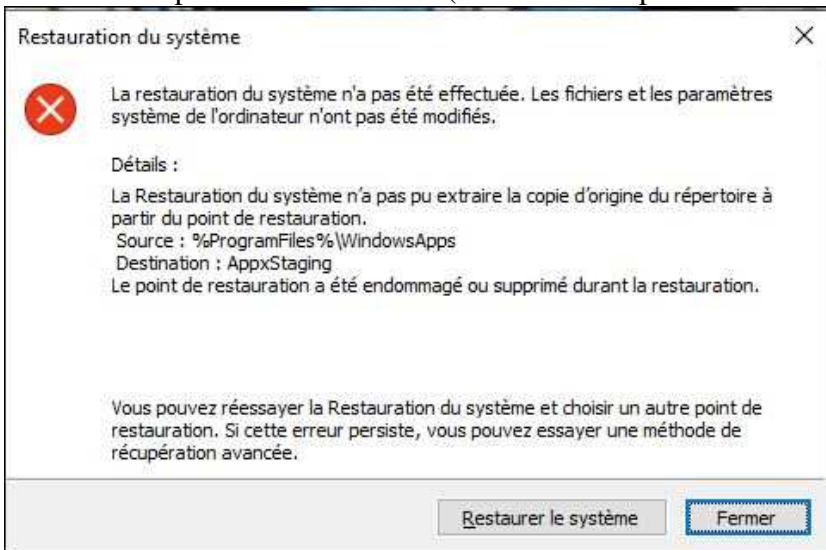 Restauration du système
La restauration du système n'a pas été effectuée. Les fichiers et les paramètres
système de l'ordinateur n'ont pas été modifiés.
Détails :
La Restauration du système n’a pas pu extraire la copie d’origine du répertoire à
partir du point de restauration.
Source : %ProgramFiles%\WindowsApps
Destination : AppxStaging
Le point de restauration a été endommagé ou supprimé durant la restauration.
Vous pouvez réessayer la Restauration du système et choisir un autre point de
restauration. Si cette erreur persiste, vous pouvez essayer une méthode de
récupération avancée.
Restaurer le système
Fermer